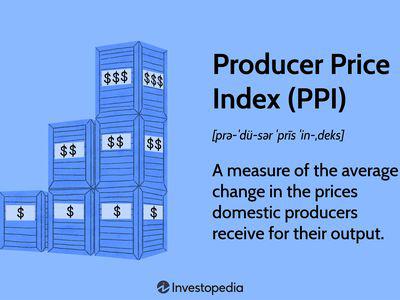 $$$
$$$
$$
$$
$$
$
$
$
$
Producer Price
Index (PPI)
[prə-ˈdü-sər ˈprīs ˈin-ˌdeks]
A measure of the average
change in the prices
domestic producers
receive for their output.
Investopedia